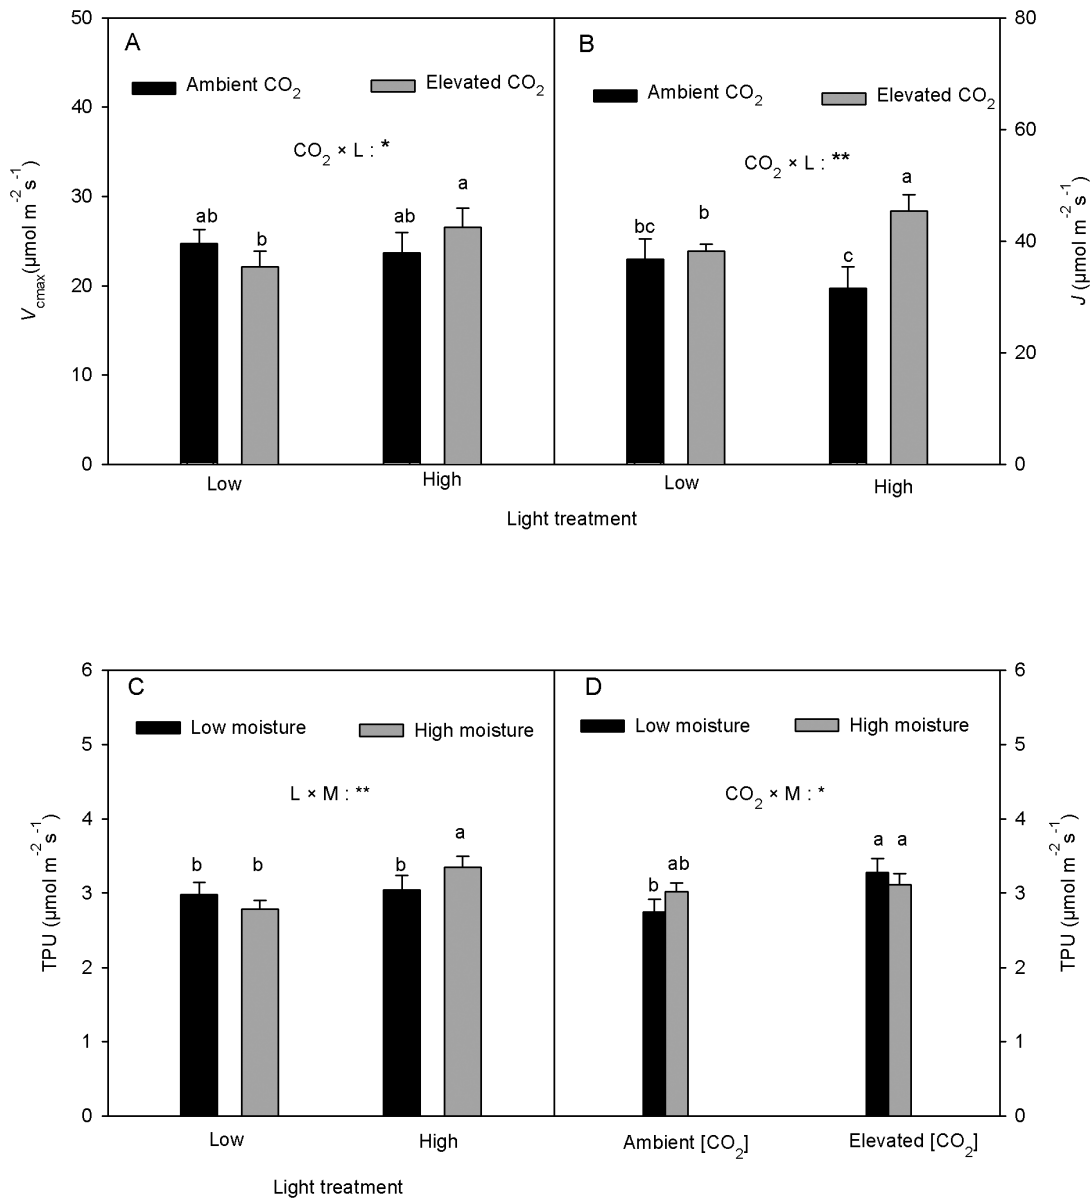 A
Ambient CO2
Elevated CO2
CO2 × L : *
ab
b
ab
a
50
40
30
20
10
0
Vcmax(µmol m-2 s-1)
Low
High
B
Ambient CO2
Elevated CO2
CO2 × L : **
bc
b
c
a
80
60
40
20
0
J (µmol m-2 s-1)
Low
High
Light treatment
C
Low moisture
High moisture
L × M : **
b
b
b
a
6
5
4
3
2
1
0
TPU (µmol m-2 s-1)
Low
High
Light treatment
D
Low moisture
High moisture
CO2 × M : *
b
ab
a
a
6
5
4
3
2
1
0
TPU (µmol m-2 s-1)
Ambient [CO2]
Elevated [CO2]